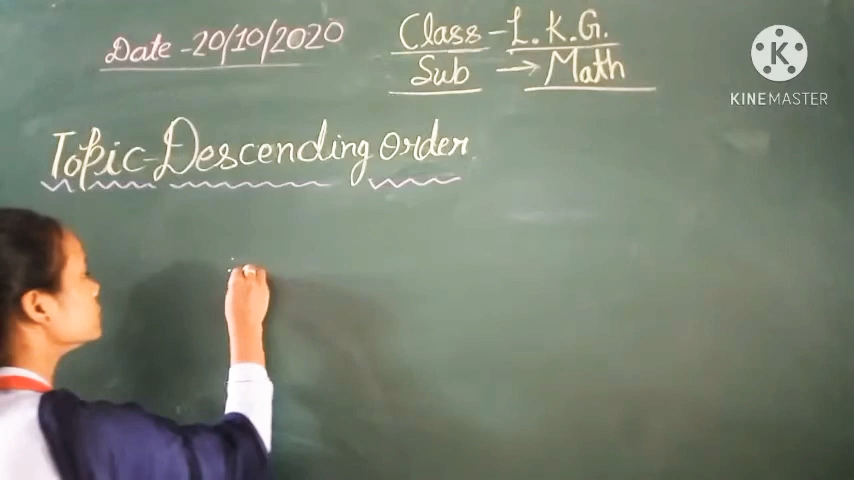 Date -20/10/2020
Class - L.K.G.
Sub → Math
K
KINEMASTER
Topic - Descending Order